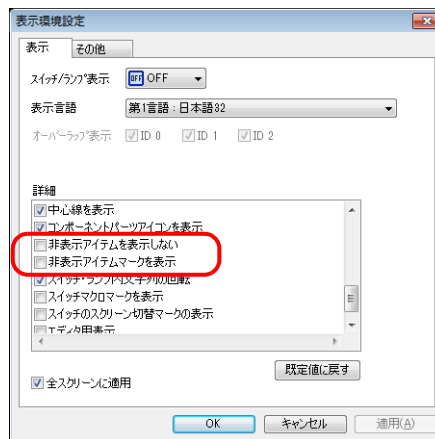 表示環境設定
表示 その他
スイッチ/ランプ表示 OFF OFF
表示言語 第1言語:日本語32
オーバーラップ表示 ID 0 ID 1 ID 2
詳細
中心線を表示
コンポーネントパーツアイコンを表示
非表示アイテムを表示しない
非表示アイテムマークを表示
スイッチ・ランプ内文字列の回転
スイッチマクロマークを表示
スイッチのスクリーン切替マークの表示
エディタ用表示
既定値に戻す
全スクリーンに適用
OK キャンセル 適用(A)